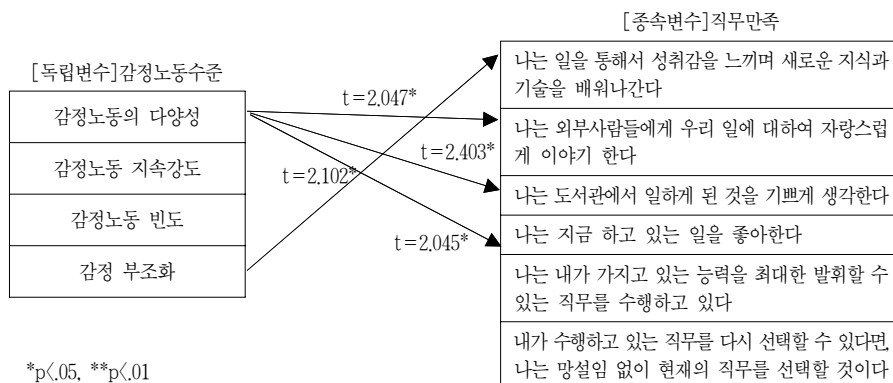 [종속변수]직무만족
[독립변수]감정노동수준
감정노동의 다양성
감정노동 지속강도
감정노동 빈도
감정 부조화
t=2.047*
t=2.403*
t=2.102*
t=2.045*
나는 일을 통해서 성취감을 느끼며 새로운 지식과
기술을 배워나간다
나는 외부사람들에게 우리 일에 대하여 자랑스럽
게 이야기 한다
나는 도서관에서 일하게 된 것을 기쁘게 생각한다
나는 지금 하고 있는 일을 좋아한다
나는 내가 가지고 있는 능력을 최대한 발휘할 수
있는 직무를 수행하고 있다
내가 수행하고 있는 직무를 다시 선택할 수 있다면,
나는 망설임 없이 현재의 직무를 선택할 것이다
*p<.05, **p<.01